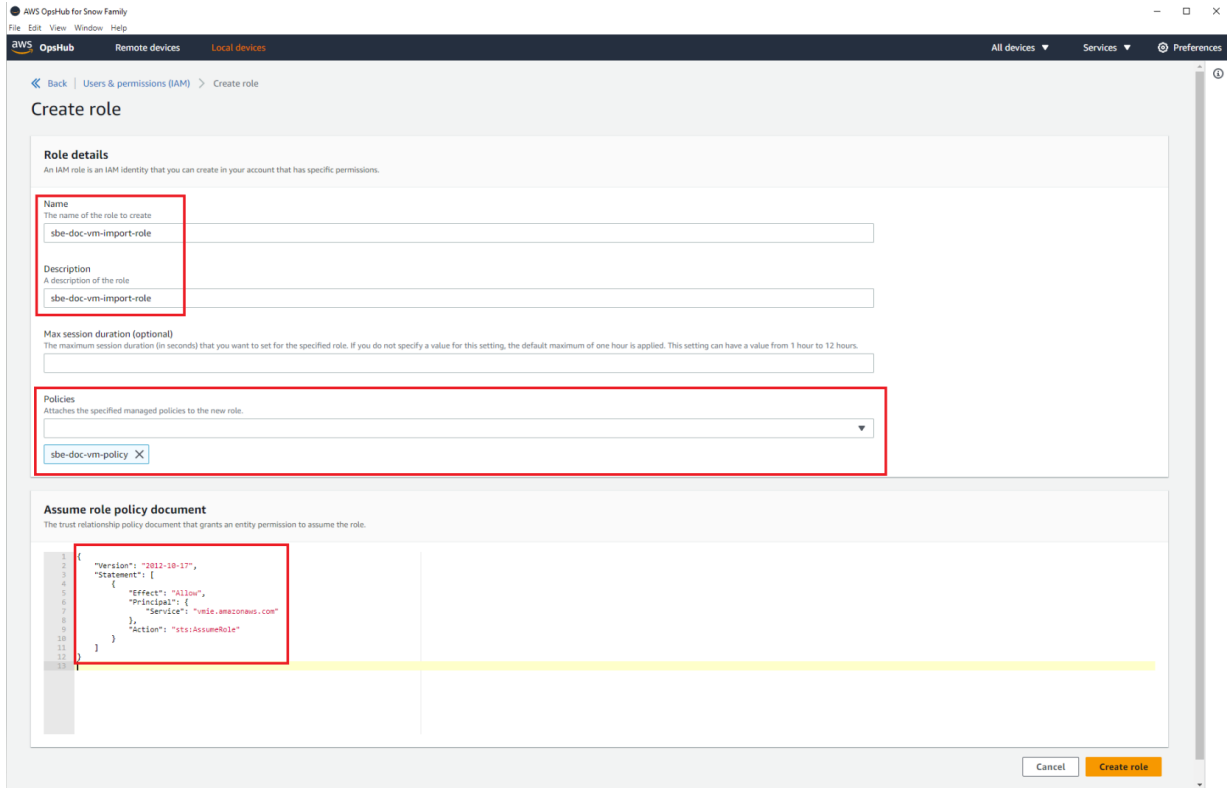 AWS OpsHub for Snow Family
File Edit View Window Help
aws OpsHub Remote devices Local devices All devices ▼ Services ▼ Preferences
Back | Users & permissions (IAM) > Create role
Create role
Role details
An IAM role is an IAM identity that you can create in your account that has specific permissions.
Name
The name of the role to create
sbe-doc-vm-import-role
Description
A description of the role
sbe-doc-vm-import-role
Max session duration (optional)
The maximum session duration (in seconds) that you want to set for the specified role. If you do not specify a value for this setting, the default maximum of one hour is applied. This setting can have a value from 1 hour to 12 hours.
Policies
Attaches the specified managed policies to the new role.
sbe-doc-vm-policy
Assume role policy document
The trust relationship policy document that grants an entity permission to assume the role.
1 {
2 "Version": "2012-10-17",
3 "Statement": [
4 {
5 "Effect": "Allow",
6 "Principal": {
7 "Service": "vmie.amazonaws.com"
8 },
9 "Action": "sts:AssumeRole"
10 }
11 ]
12 }
13
Cancel Create role